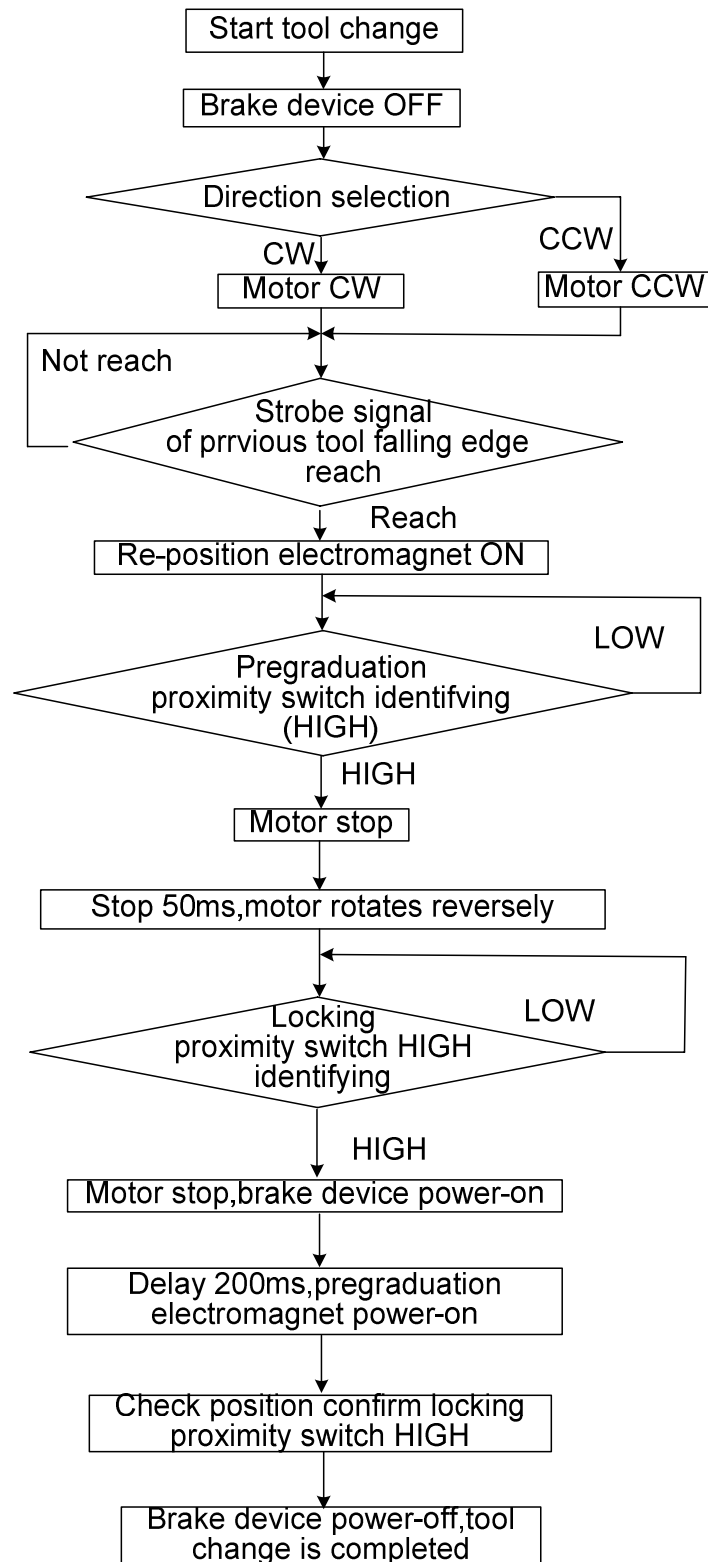 Start tool change
Brake device OFF
Direction selection
CW
CCW
Motor CW
Motor CCW
Not reach
Strobe signal
of prrvious tool falling edge
reach
Reach
Re-position electromagnet ON
LOW
Pregraduation
proximity switch identifving
(HIGH)
HIGH
Motor stop
Stop 50ms,motor rotates reversely
LOW
Locking
proximity switch HIGH
identifying
HIGH
Motor stop,brake device power-on
Delay 200ms,pregraduation
electromagnet power-on
Check position confirm locking
proximity switch HIGH
Brake device power-off,tool
change is completed